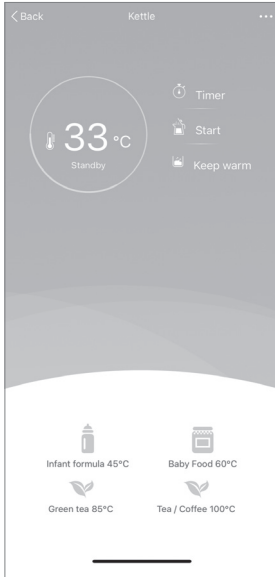 Back Kettle ...
Timer
33 °C
Start
Standby
Keep warm
Infant formula 45°C Baby Food 60°C
Green tea 85°C Tea / Coffee 100°C